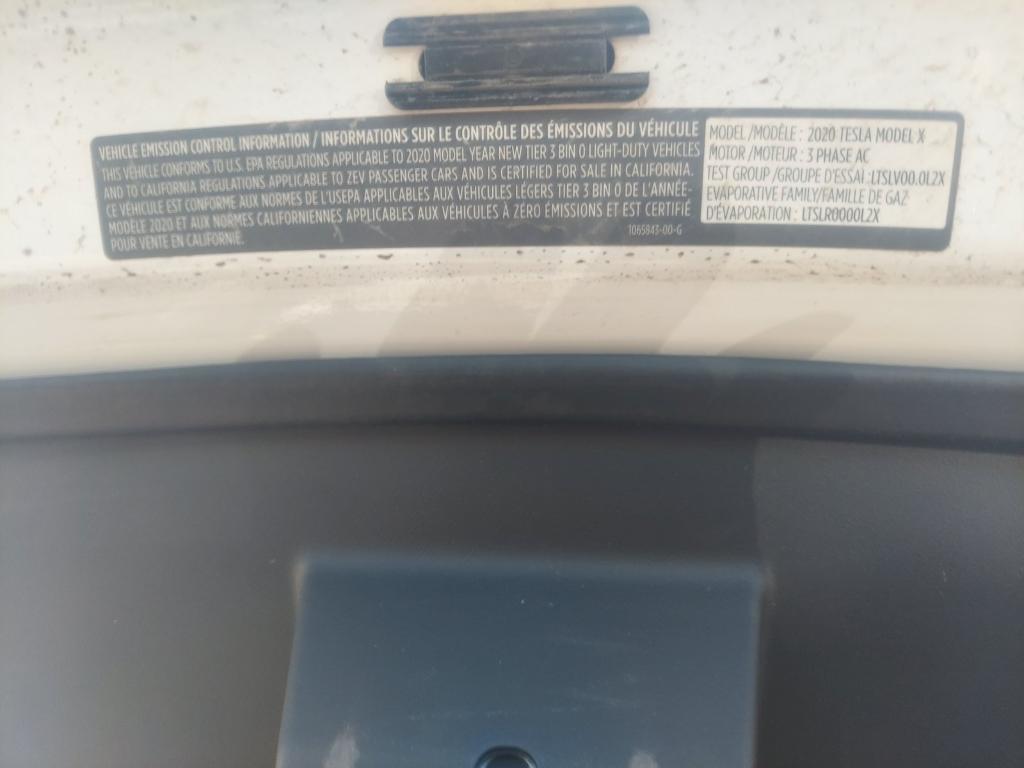 VEHICLE EMISSION CONTROL INFORMATION / INFORMATIONS SUR LE CONTRÔLE DES ÉMISSIONS DU VÉHICULE
THIS VEHICLE CONFORMS TO U.S. EPA REGULATIONS APPLICABLE TO 2020 MODEL YEAR NEW TIER 3 BIN 0 LIGHT-DUTY VEHICLES
AND TO CALIFORNIA REGULATIONS APPLICABLE TO ZEV PASSENGER CARS AND IS CERTIFIED FOR SALE IN CALIFORNIA.
CE VÉHICULE EST CONFORME AUX NORMES DE L'USEPA APPLICABLES AUX VÉHICULES LÉGERS TIER 3 BIN 0 DE L'ANNÉE-
MODÈLE 2020 ET AUX NORMES CALIFORNIENNES APPLICABLES AUX VÉHICULES À ZÉRO ÉMISSIONS ET EST CERTIFIÉ
POUR VENTE EN CALIFORNIE.
1065843-00-G
MODEL/MODÈLE : 2020 TESLA MODEL X
MOTOR/MOTEUR : 3 PHASE AC
TEST GROUP/GROUPE D'ESSAI :LTSLV00.0L2X
EVAPORATIVE FAMILY/FAMILLE DE GAZ
D'ÉVAPORATION : LTSLR0000L2X